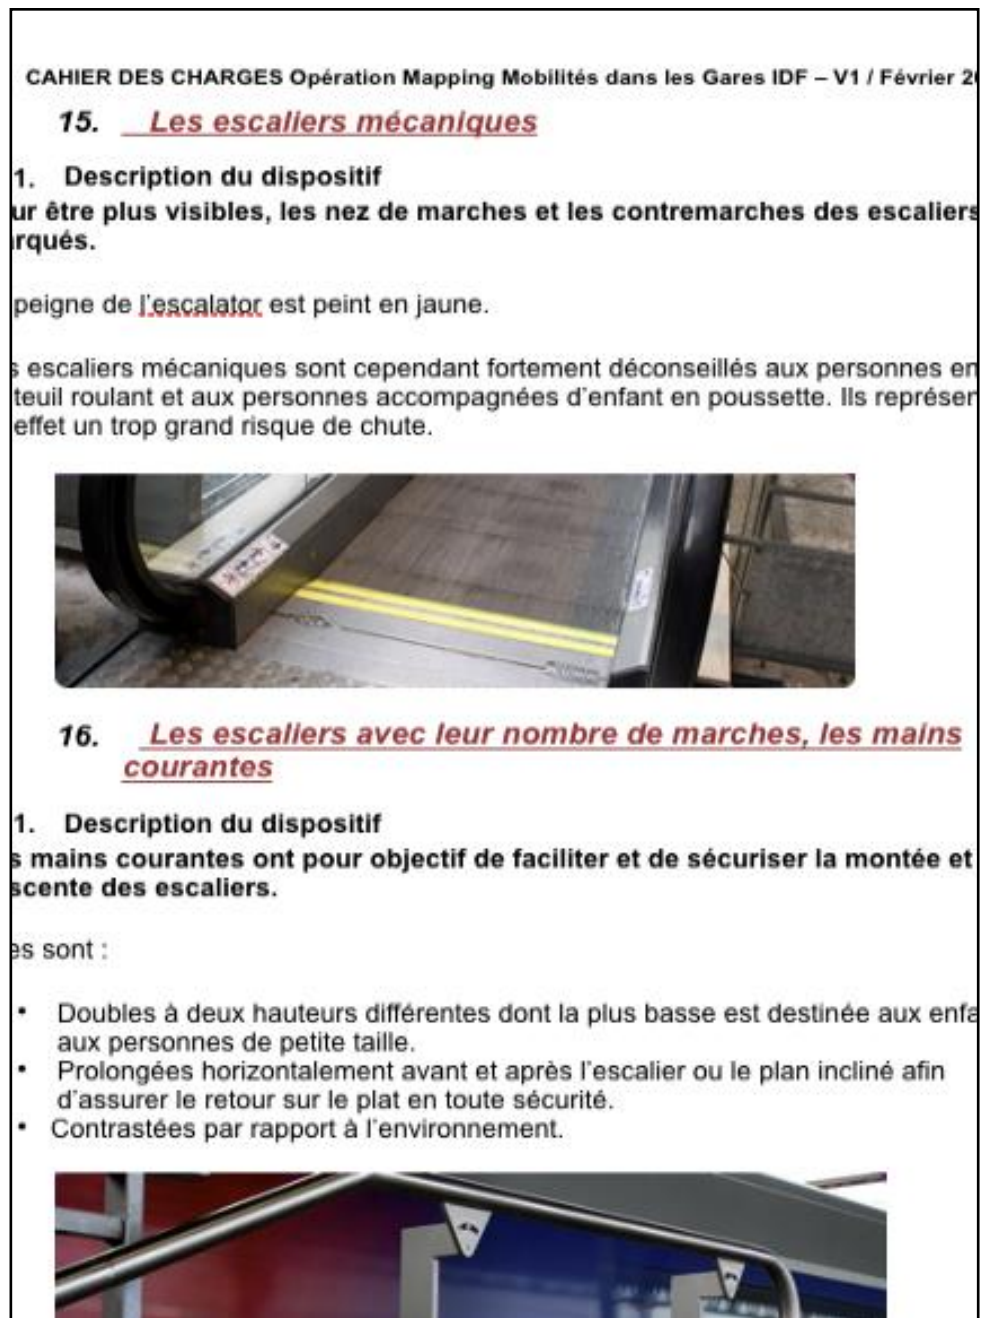 CAHIER DES CHARGES Opération Mapping Mobilités dans les Gares IDF – V1 / Février 2
15. Les escaliers mécaniques
1. Description du dispositif
ur être plus visibles, les nez de marches et les contremarches des escaliers
rqués.
peigne de l'escalator est peint en jaune.
s escaliers mécaniques sont cependant fortement déconseillés aux personnes en
teuil roulant et aux personnes accompagnées d'enfant en poussette. Ils représen
effet un trop grand risque de chute.
16. Les escaliers avec leur nombre de marches, les mains
courantes
1. Description du dispositif
s mains courantes ont pour objectif de faciliter et de sécuriser la montée et
scente des escaliers.
es sont :
• Doubles à deux hauteurs différentes dont la plus basse est destinée aux enfa
aux personnes de petite taille.
• Prolongées horizontalement avant et après l'escalier ou le plan incliné afin
d'assurer le retour sur le plat en toute sécurité.
• Contrastées par rapport à l'environnement.